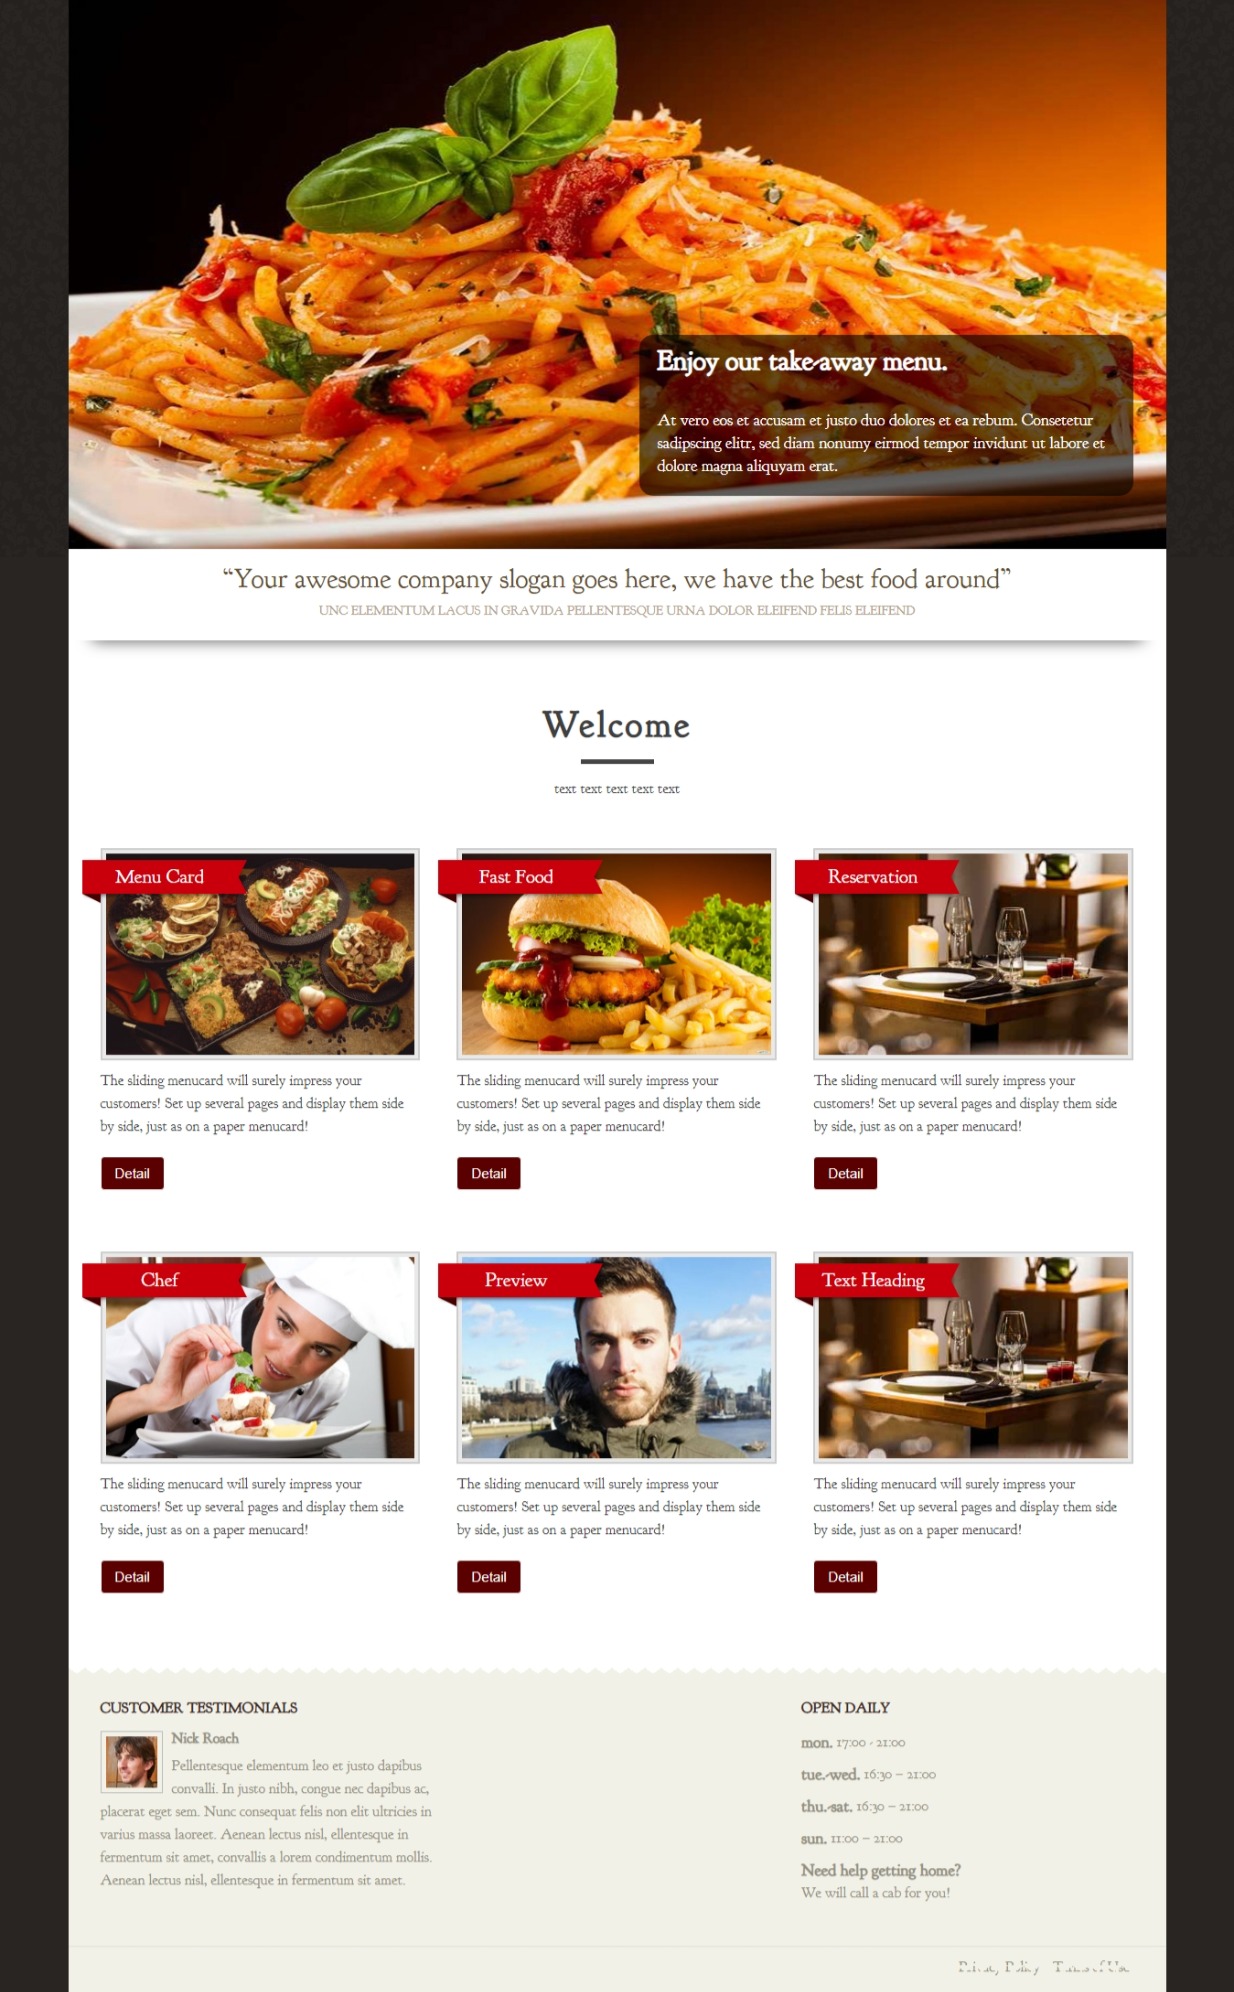 Enjoy our take-away menu.
At vero eos et accusam et justo duo dolores et ea rebum. Consetetur
sadipscing elitr, sed diam nonumy eirmod tempor invidunt ut labore et
dolore magna aliquyam erat.
“Your awesome company slogan goes here, we have the best food around”
UNC ELEMENTUM LACUS IN GRAVIDA PELLENTESQUE URNA DOLOR ELEIFEND FELIS ELEIFEND
Welcome
text text text text text
Menu Card
The sliding menucard will surely impress your
customers! Set up several pages and display them side
by side, just as on a paper menucard!
Detail
Fast Food
The sliding menucard will surely impress your
customers! Set up several pages and display them side
by side, just as on a paper menucard!
Detail
Reservation
The sliding menucard will surely impress your
customers! Set up several pages and display them side
by side, just as on a paper menucard!
Detail
Chef
The sliding menucard will surely impress your
customers! Set up several pages and display them side
by side, just as on a paper menucard!
Detail
Preview
The sliding menucard will surely impress your
customers! Set up several pages and display them side
by side, just as on a paper menucard!
Detail
Text Heading
The sliding menucard will surely impress your
customers! Set up several pages and display them side
by side, just as on a paper menucard!
Detail
CUSTOMER TESTIMONIALS
Nick Roach
Pellentesque elementum leo et justo dapibus
convalli. In justo nibh, congue nec dapibus ac,
placerat eget sem. Nunc consequat felis non elit ultricies in
varius massa laoreet. Aenean lectus nisl, ellentesque in
fermentum sit amet, convallis a lorem condimentum mollis.
Aenean lectus nisl, ellentesque in fermentum sit amet.
OPEN DAILY
mon. 17:00 - 21:00
tue.-wed. 16:30 – 21:00
thu.-sat. 16:30 – 21:00
sun. 11:00 – 21:00
Need help getting home?
We will call a cab for you!
Privacy Policy Terms of Use